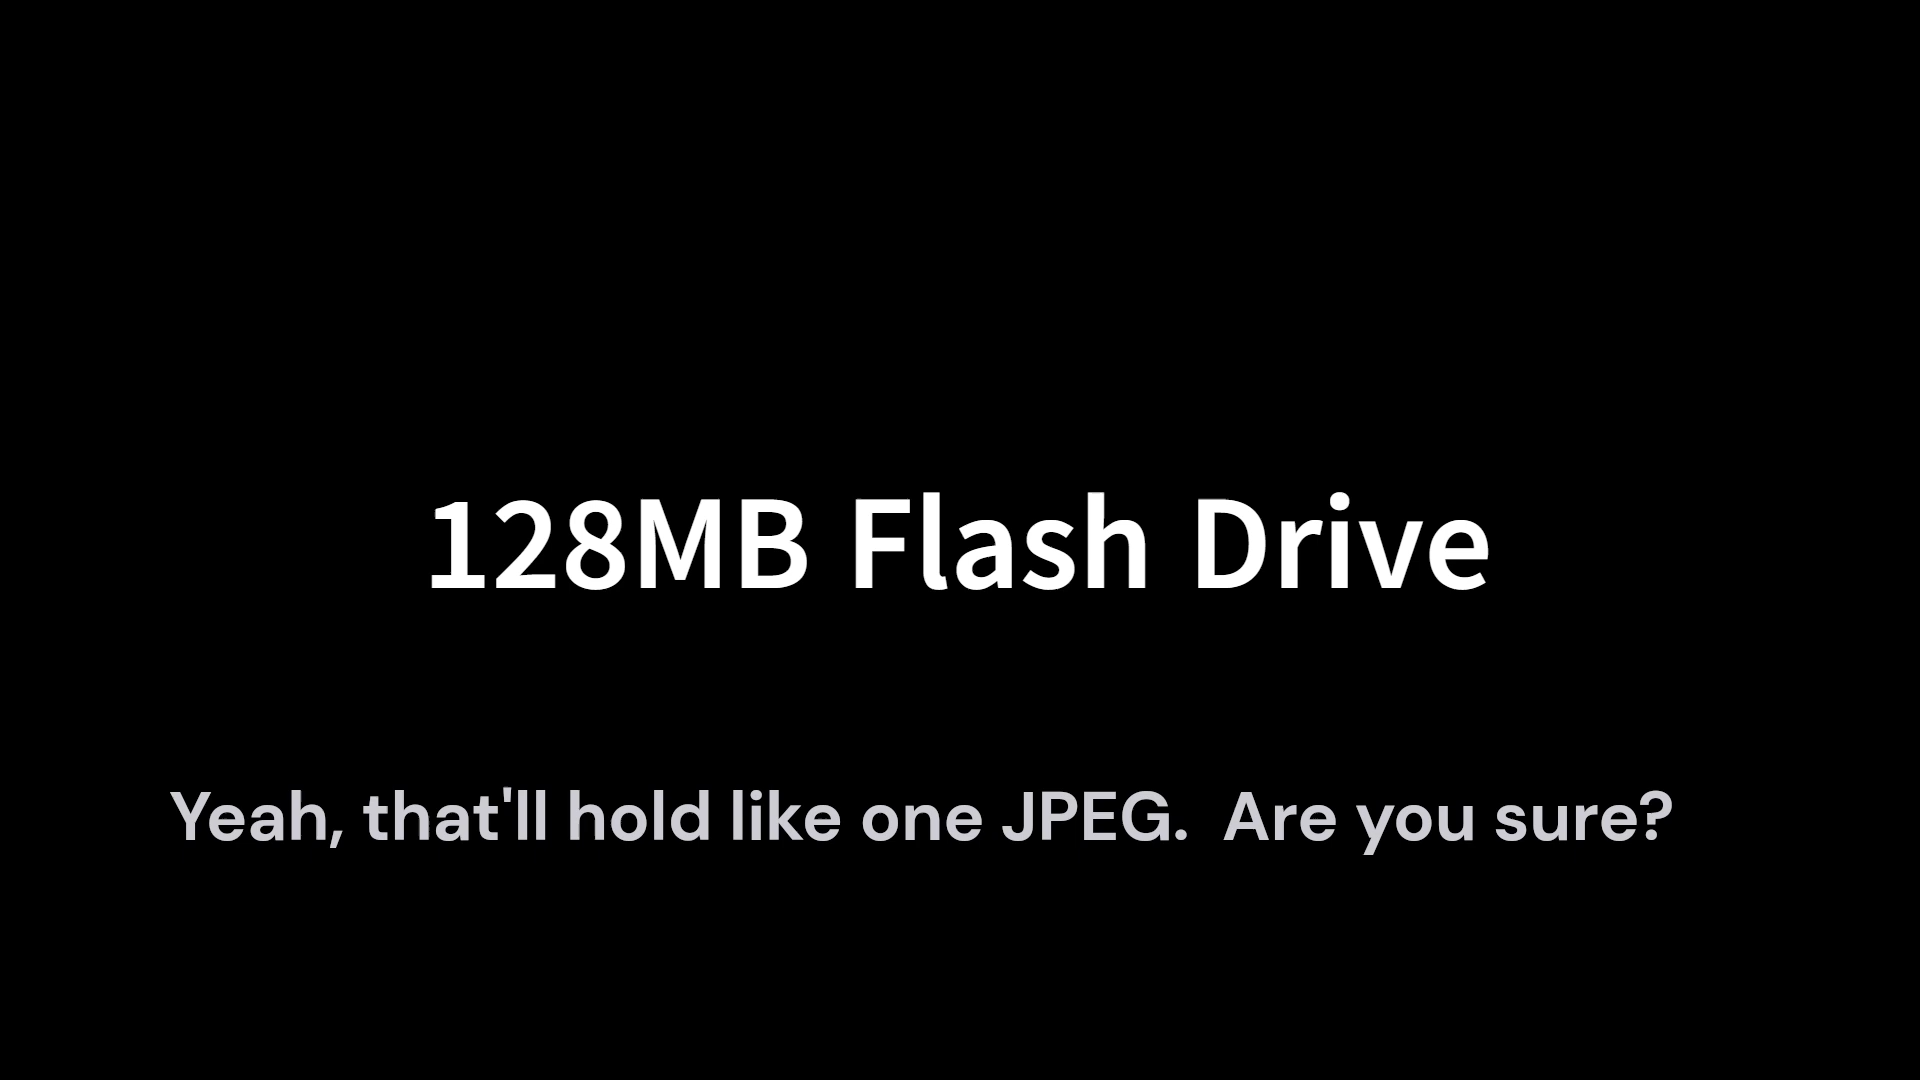 128MB Flash Drive
Yeah, that'll hold like one JPEG.  Are you sure?